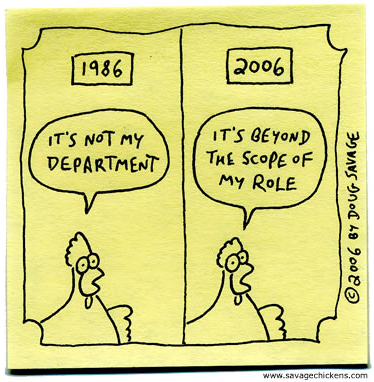 1986
IT'S NOT MY
DEPARTMENT
2006
IT'S BEYOND
THE SCOPE OF
MY ROLE
©2006 BY DOUG SAVAGE
www.savagechickens.com